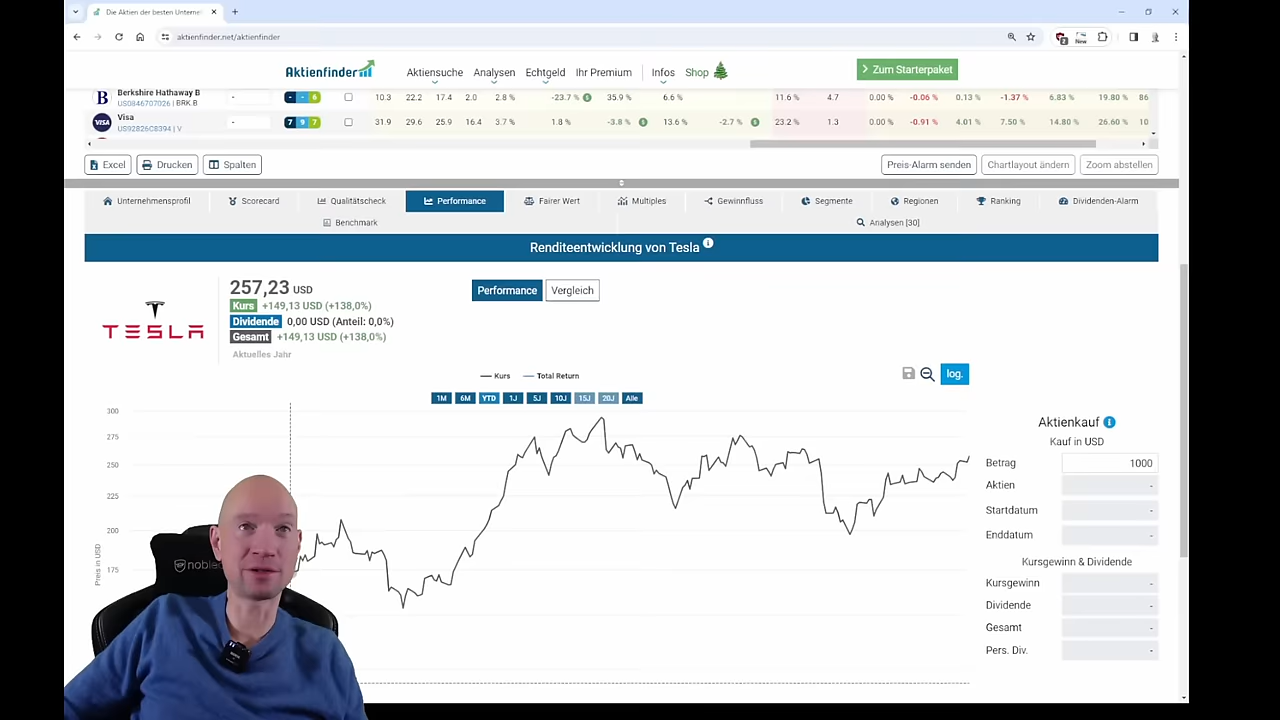 Die Aktien der besten Unterne
aktienfinder.net/aktienfinder
New
Aktienfinder
Aktiensuche Analysen Echtgeld Ihr Premium Infos Shop
Zum Starterpaket
Berkshire Hathaway B
US0846707026 | BRK.B
- - - 6 10.3 22.2 17.4 2.0 2.8 % -23.7 % 35.9 % 6.6 % 11.6 % 4.7 0.00 % -0.06 % 0.13 % -1.37 % 6.83 % 19.80 % 86
Visa
US92826C8394 | V
- 7 9 7 31.9 29.6 25.9 16.4 3.7 % 1.8 % -3.8 % 13.6 % -2.7 % 23.2 % 1.3 0.00 % -0.91 % 4.01 % 7.50 % 14.80 % 26.60 % 10
Excel Drucken Spalten Preis-Alarm senden Chartlayout ändern Zoom abstellen
Unternehmensprofil Scorecard Qualitätscheck Performance Fairer Wert Multiples Gewinnfluss Segmente Regionen Ranking Dividenden-Alarm
Benchmark Analysen [30]
Renditeentwicklung von Tesla
TESLA
257,23 USD
Kurs +149,13 USD (+138,0%)
Dividende 0,00 USD (Anteil: 0,0%)
Gesamt +149,13 USD (+138,0%)
Aktuelles Jahr
Performance Vergleich
Kurs Total Return
log.
1M 6M YTD 1J 5J 10J 15J 20J Alle
300
275
250
225
200
175
Preis in USD
Aktienkauf
Kauf in USD
Betrag 1000
Aktien -
Startdatum -
Enddatum -
Kursgewinn & Dividende
Kursgewinn -
Dividende -
Gesamt -
Pers. Div. -